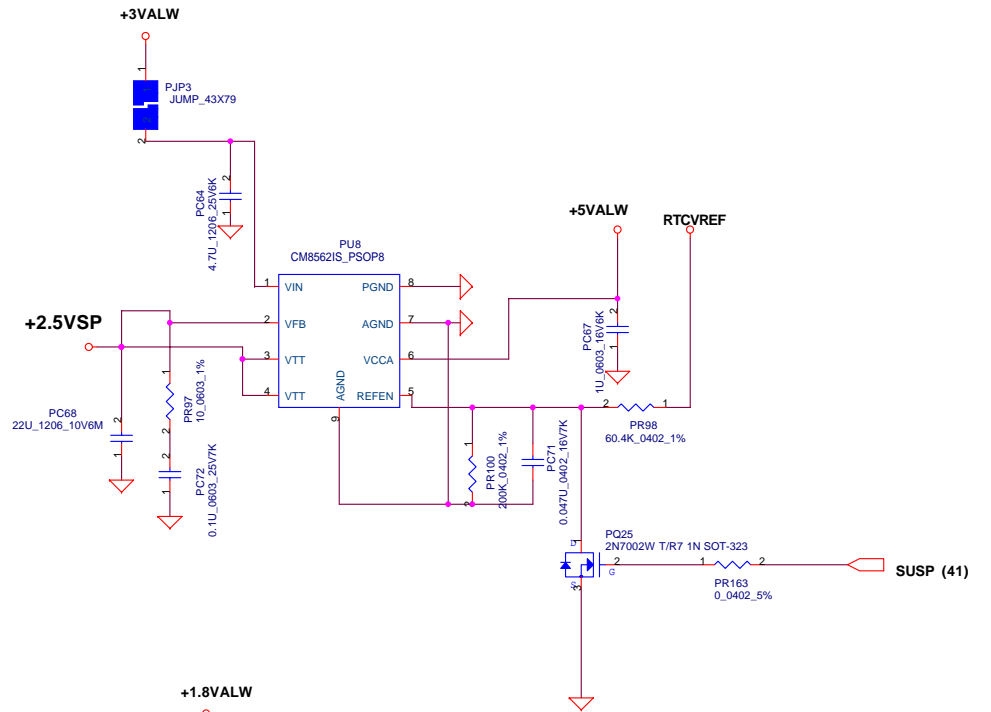 +3VALW
1
PJP3
JUMP_43X79
1
2
2
2
1
PC64
4.7U_1206_25V6K
+5VALW
RTCVREF
PU8
CM8562IS_PSOP8
1
VIN
PGND
8
2
VFB
AGND
7
3
VTT
VCCA
6
4
VTT
REFEN
5
AGND
9
2
1
PC67
1U_0603_16V6K
+2.5VSP
PC68
22U_1206_10V6M
2
1
1
2
PR97
10_0603_1%
2
1
PC72
0.1U_0603_25V7K
1
2
PR100
200K_0402_1%
PC71
0.047U_0402_16V7K
2
1
PR98
60.4K_0402_1%
PQ25
2N7002W T/R7 1N SOT-323
D
1
G
2
S
3
1
2
PR163
0_0402_5%
SUSP (41)
+1.8VALW